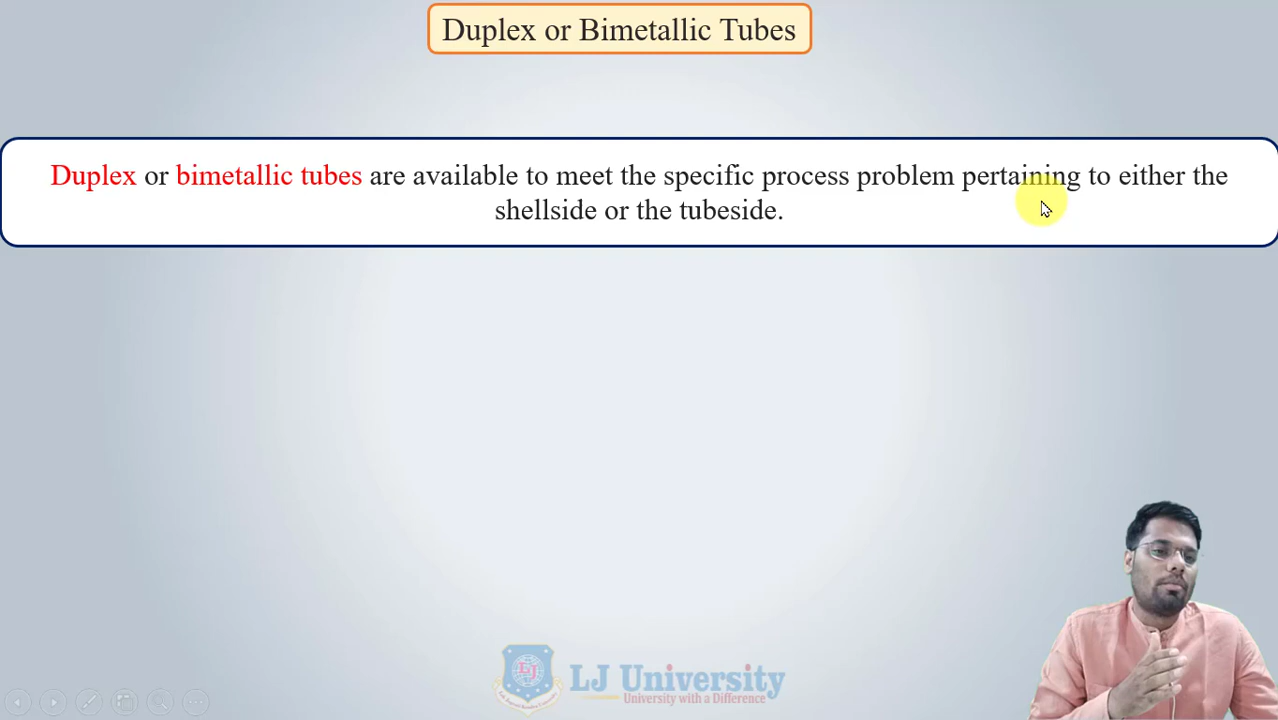 Duplex or Bimetallic Tubes
Duplex or bimetallic tubes are available to meet the specific process problem pertaining to either the
shellside or the tubeside.
LJ University
University with a Difference